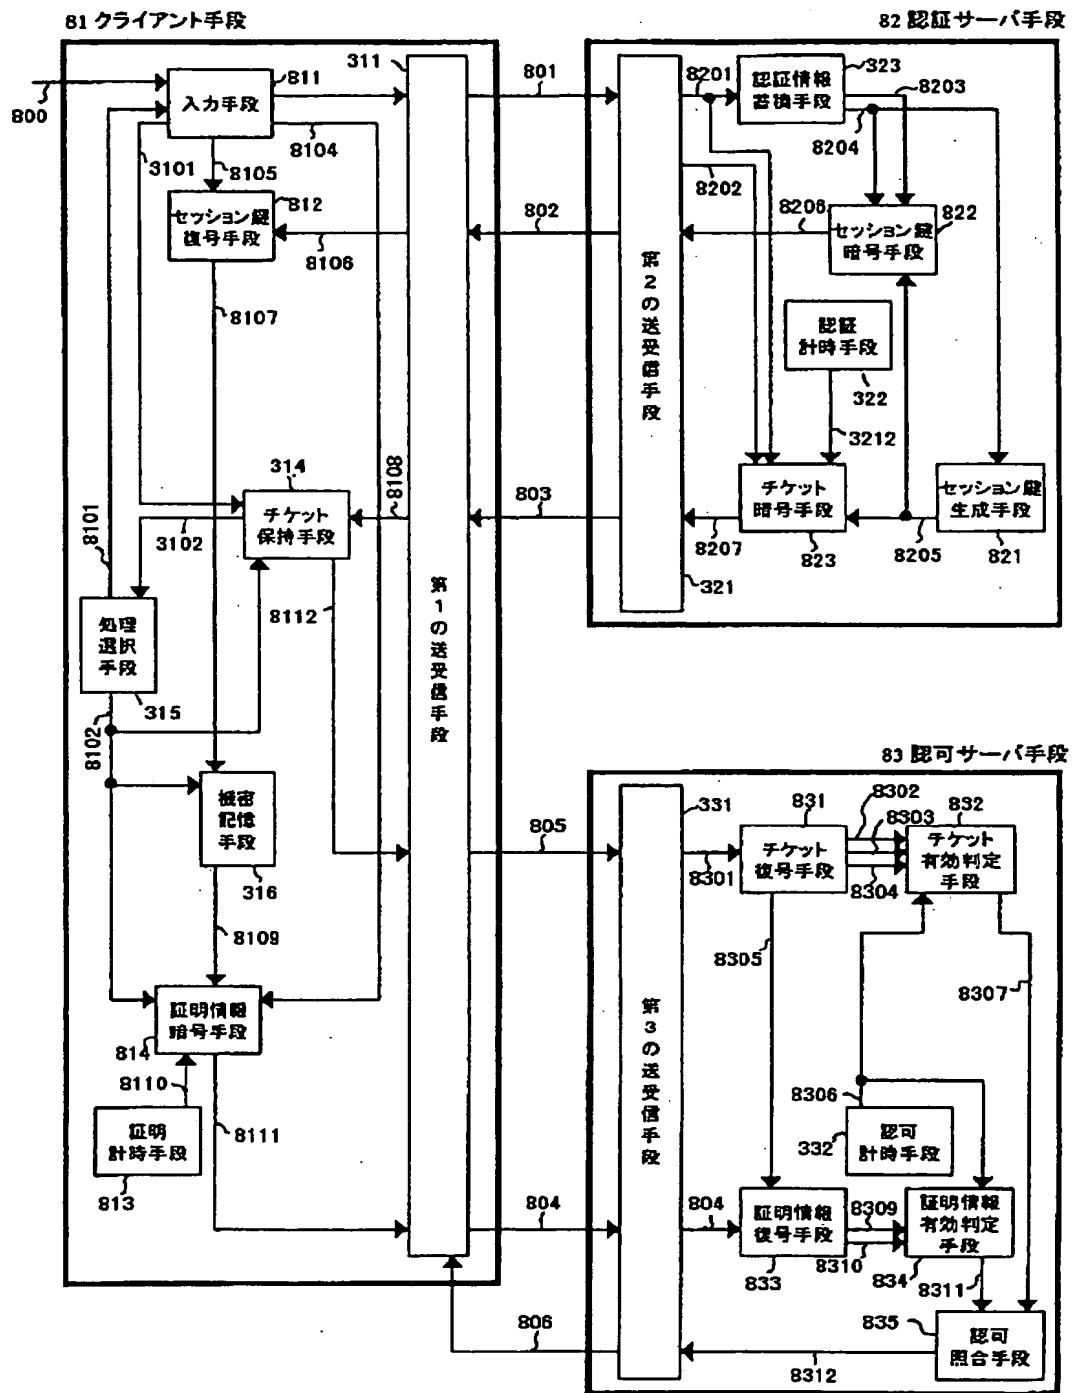 81 クライアント手段
82 認証サーバ手段
800
811
入力手段
311
801
8201
323
認証情報
蓄積手段
8203
8204
8202
3101
8105
8104
812
セッション鍵
復号手段
8106
802
8206
822
セッション鍵
暗号手段
8107
認証
計時手段
322
3212
第2の送受信手段
314
チケット
保持手段
8108
803
チケット
暗号手段
8207
823
8205
セッション鍵
生成手段
821
321
8101
3102
8112
処理
選択
手段
315
8102
第1の送受信手段
機密
記憶
手段
316
8109
83 認可サーバ手段
331
805
8301
831
チケット
復号手段
8302
8303
8304
832
チケット
有効判定
手段
8305
8307
証明情報
暗号手段
814
8110
8111
証明
計時手段
813
第3の送受信手段
8306
332
認可
計時手段
804
804
証明情報
復号手段
833
8309
8310
証明情報
有効判定
手段
834
8311
806
835
認可
照合手段
8312